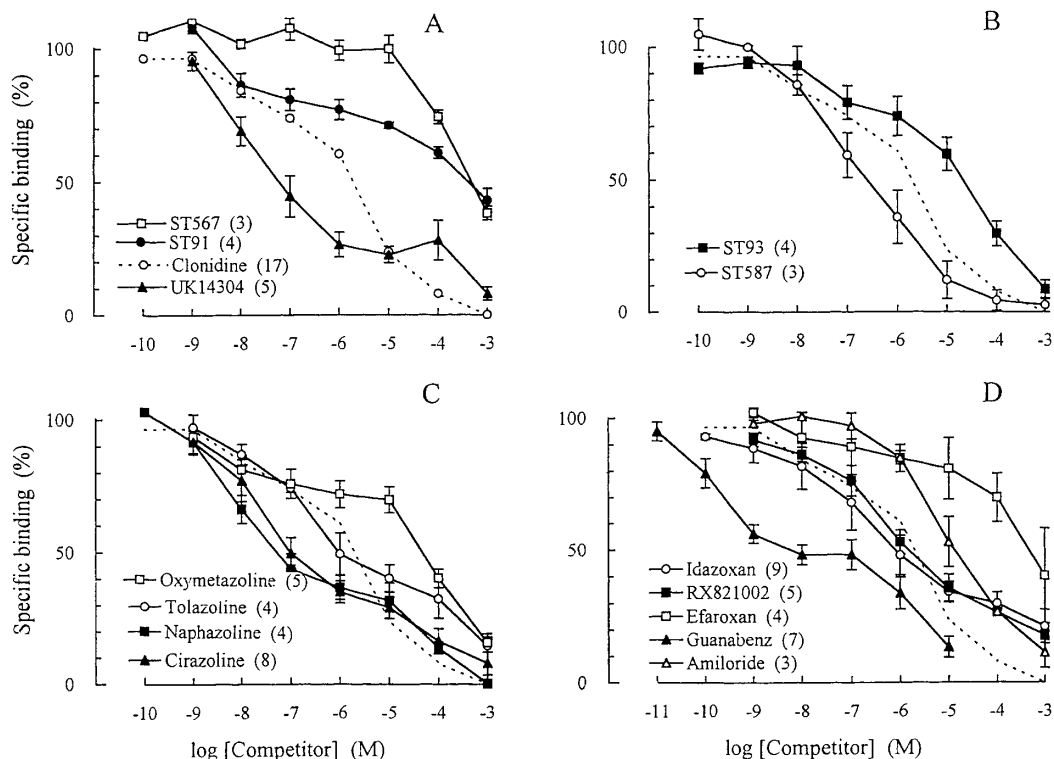 A
Specific binding (%)
100
50
0
ST567 (3)
ST91 (4)
Clonidine (17)
UK14304 (5)
-10 -9 -8 -7 -6 -5 -4 -3
B
100
50
0
ST93 (4)
ST587 (3)
-10 -9 -8 -7 -6 -5 -4 -3
C
Specific binding (%)
100
50
0
Oxymetazoline (5)
Tolazoline (4)
Naphazoline (4)
Cirazoline (8)
-10 -9 -8 -7 -6 -5 -4 -3
log [Competitor] (M)
D
100
50
0
Idazoxan (9)
RX821002 (5)
Efaroxan (4)
Guanabenz (7)
Amiloride (3)
-11 -10 -9 -8 -7 -6 -5 -4 -3
log [Competitor] (M)